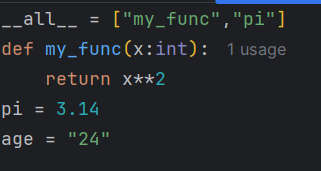 __all__ = ["my_func","pi"]
def my_func(x:int): 1 usage
    return x**2
pi = 3.14
age = "24"